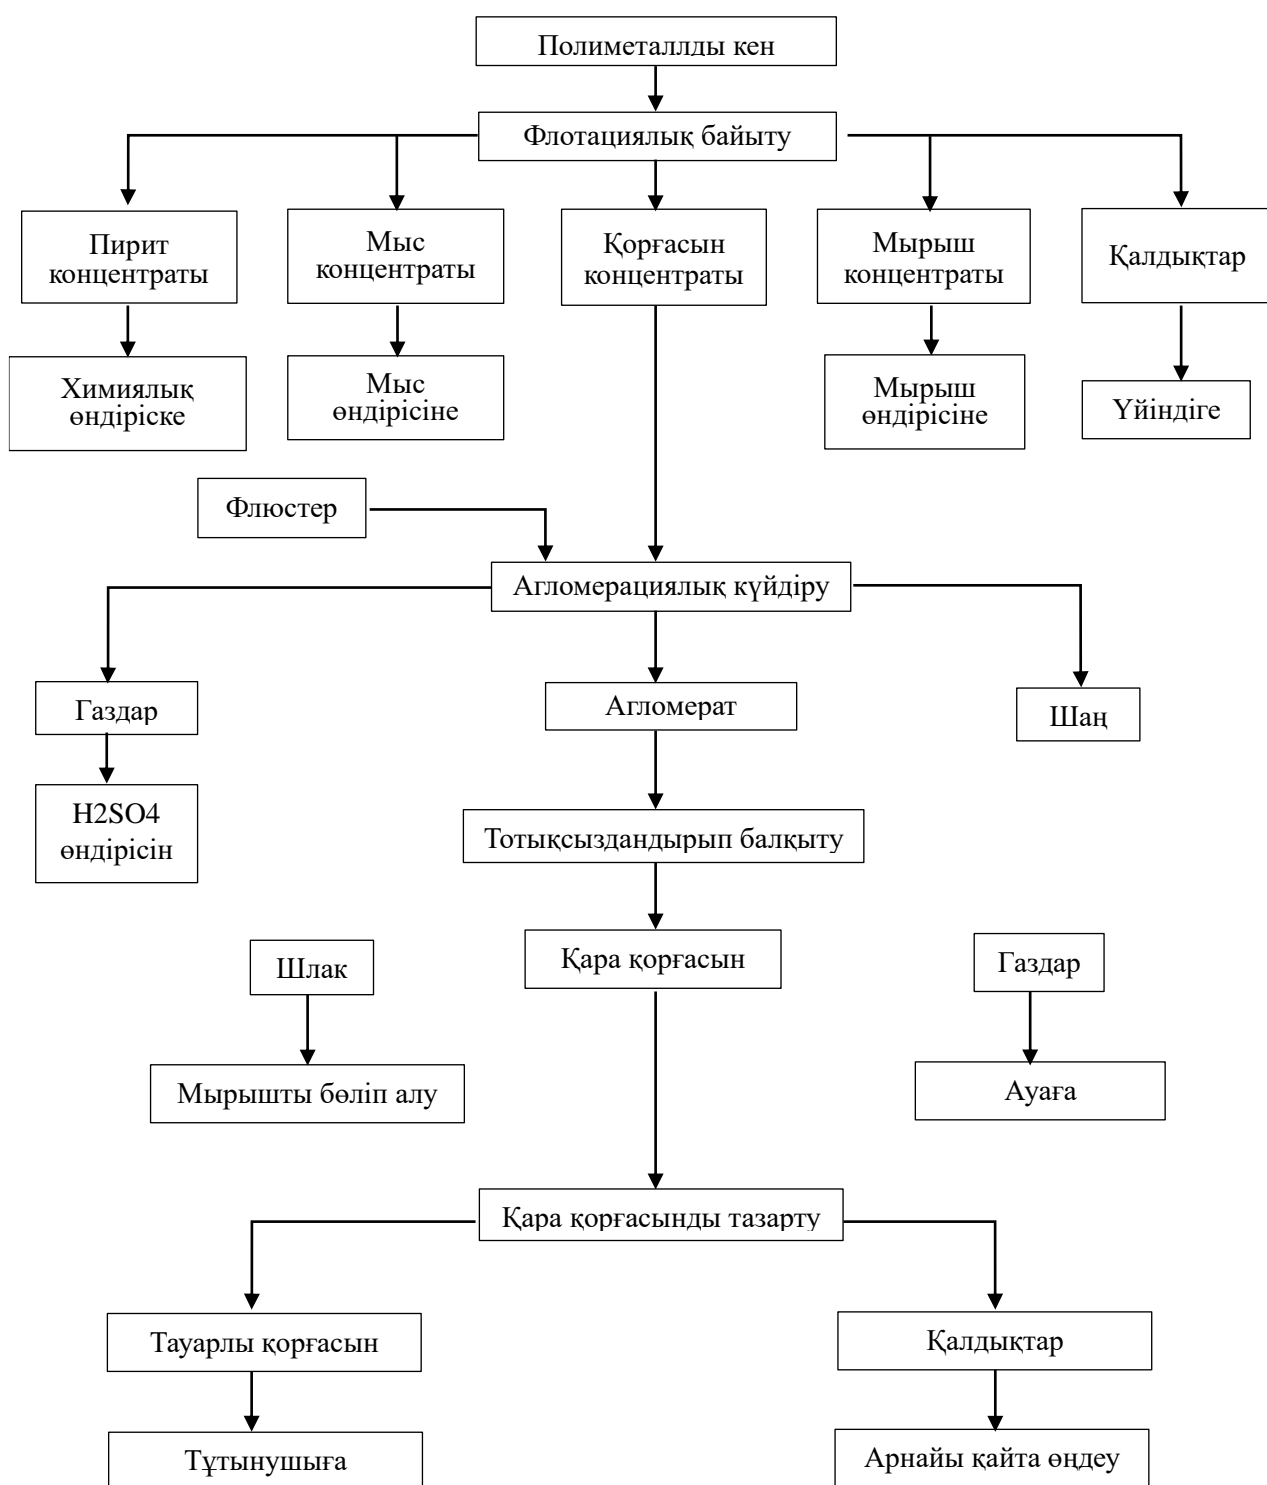 Полиметаллды кен
Флотациялық байыту
Пирит
концентраты
Мыс
концентраты
Қорғасын
концентраты
Мырыш
концентраты
Қалдықтар
Химиялық
өндіріске
Мыс
өндірісіне
Мырыш
өндірісіне
Үйіндіге
Флюстер
Агломерациялық күйдіру
Газдар
Агломерат
Шаң
H2SO4
өндірісін
Тотықсыздандырып балқыту
Шлак
Қара қорғасын
Газдар
Мырышты бөліп алу
Ауаға
Қара қорғасынды тазарту
Тауарлы қорғасын
Қалдықтар
Тұтынушыға
Арнайы қайта өңдеу